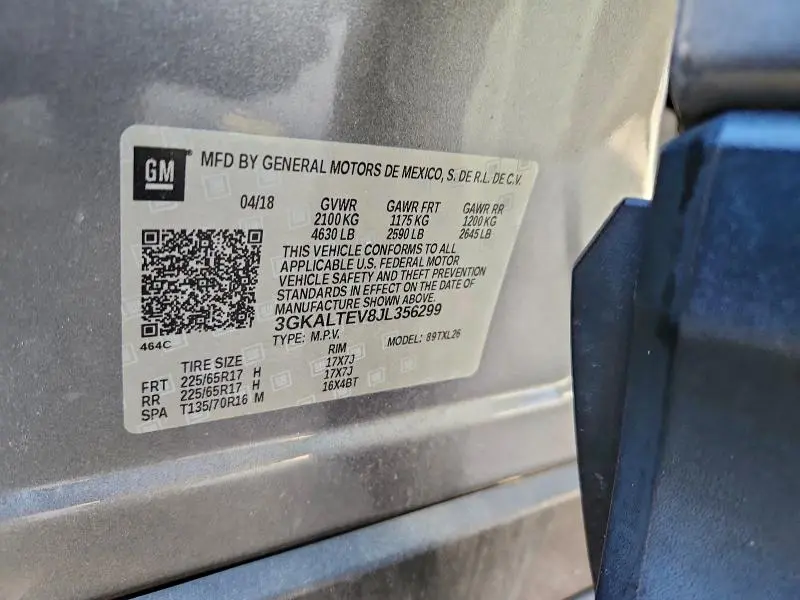 GM
MFD BY GENERAL MOTORS DE MEXICO, S. DE R.L. DE C.V.
04/18 GVWR GAWR FRT GAWR RR
2100 KG 1175 KG 1200 KG
4630 LB 2590 LB 2645 LB
THIS VEHICLE CONFORMS TO ALL
APPLICABLE U.S. FEDERAL MOTOR
VEHICLE SAFETY AND THEFT PREVENTION
STANDARDS IN EFFECT ON THE DATE OF
MANUFACTURE SHOWN ABOVE.
3GKALTEV8JL356299
464C TYPE: M.P.V. MODEL: 89TXL26
TIRE SIZE RIM
FRT 225/65R17 H 17X7J
RR 225/65R17 H 17X7J
SPA T135/70R16 M 16X4BT